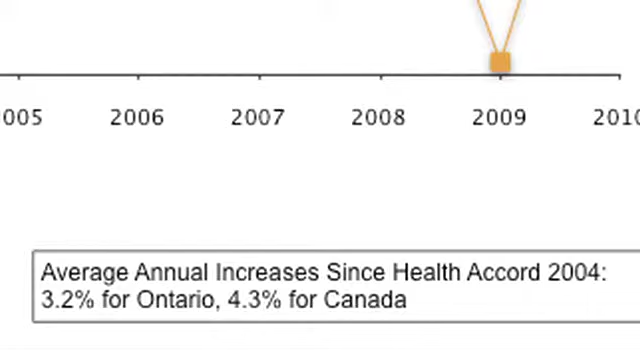 005 2006 2007 2008 2009 2010
Average Annual Increases Since Health Accord 2004:
3.2% for Ontario, 4.3% for Canada